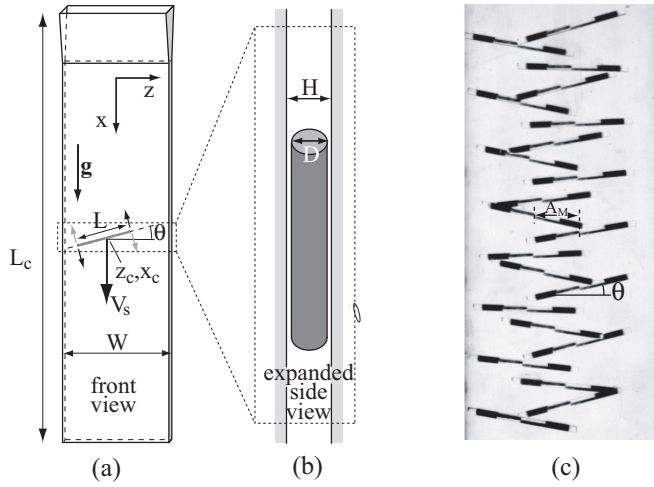 z
x
g
L
θ
L_c
z_c,x_c
V_s
W
front
view
(a)
H
D
expanded
side
view
(b)
A_M
θ
(c)